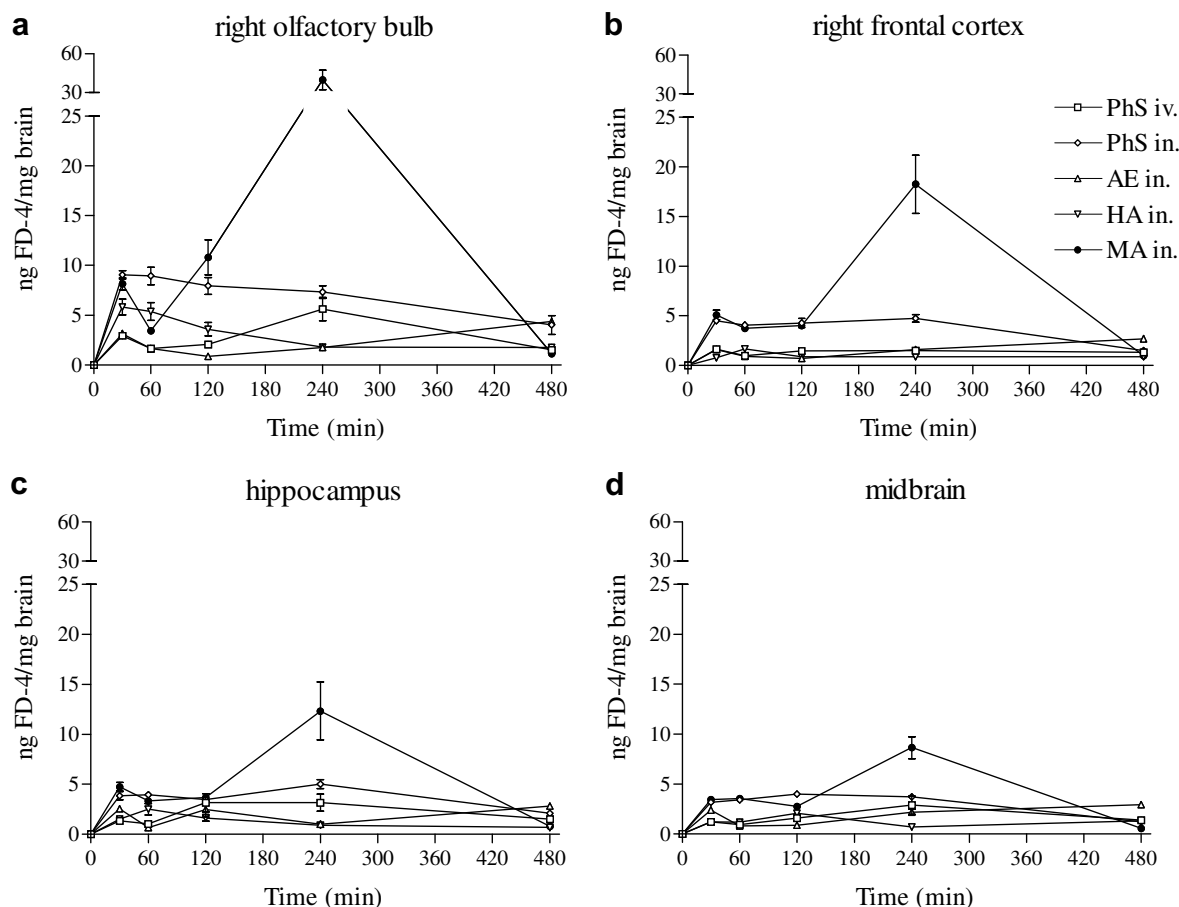 a
right olfactory bulb
60
30
25
20
15
10
5
0
ng FD-4/mg brain
0 60 120 180 240 300 360 420 480
Time (min)
b
right frontal cortex
60
30
25
20
15
10
5
0
ng FD-4/mg brain
0 60 120 180 240 300 360 420 480
Time (min)
PhS iv.
PhS in.
AE in.
HA in.
MA in.
c
hippocampus
60
30
25
20
15
10
5
0
ng FD-4/mg brain
0 60 120 180 240 300 360 420 480
Time (min)
d
midbrain
60
30
25
20
15
10
5
0
ng FD-4/mg brain
0 60 120 180 240 300 360 420 480
Time (min)